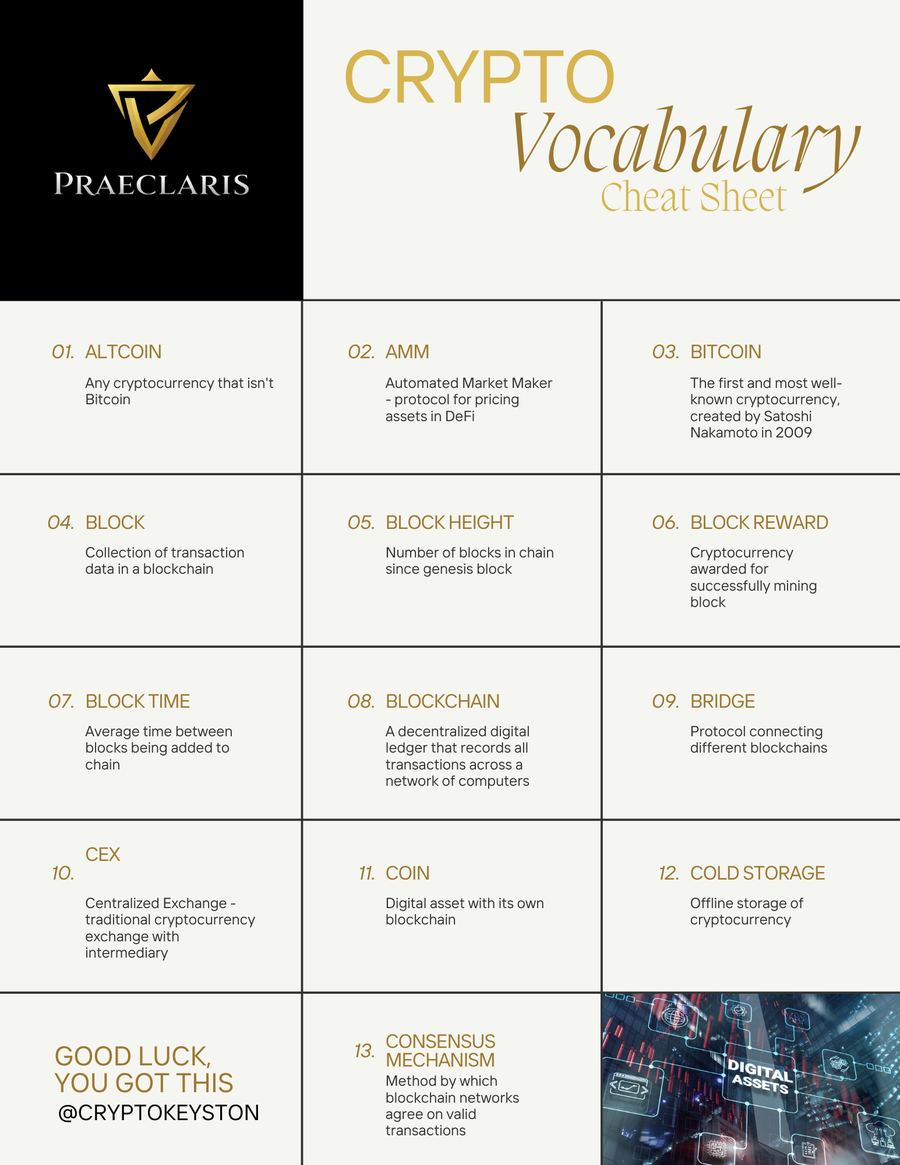 PRAECLARIS
CRYPTO
Vocabulary
Cheat Sheet
01. ALTCOIN
Any cryptocurrency that isn't
Bitcoin
02. AMM
Automated Market Maker
- protocol for pricing
assets in DeFi
03. BITCOIN
The first and most well-
known cryptocurrency,
created by Satoshi
Nakamoto in 2009
04. BLOCK
Collection of transaction
data in a blockchain
05. BLOCK HEIGHT
Number of blocks in chain
since genesis block
06. BLOCK REWARD
Cryptocurrency
awarded for
successfully mining
block
07. BLOCK TIME
Average time between
blocks being added to
chain
08. BLOCKCHAIN
A decentralized digital
ledger that records all
transactions across a
network of computers
09. BRIDGE
Protocol connecting
different blockchains
10. CEX
Centralized Exchange -
traditional cryptocurrency
exchange with
intermediary
11. COIN
Digital asset with its own
blockchain
12. COLD STORAGE
Offline storage of
cryptocurrency
GOOD LUCK,
YOU GOT THIS
@CRYPTOKEYSTON
13. CONSENSUS
MECHANISM
Method by which
blockchain networks
agree on valid
transactions
DIGITAL
ASSETS